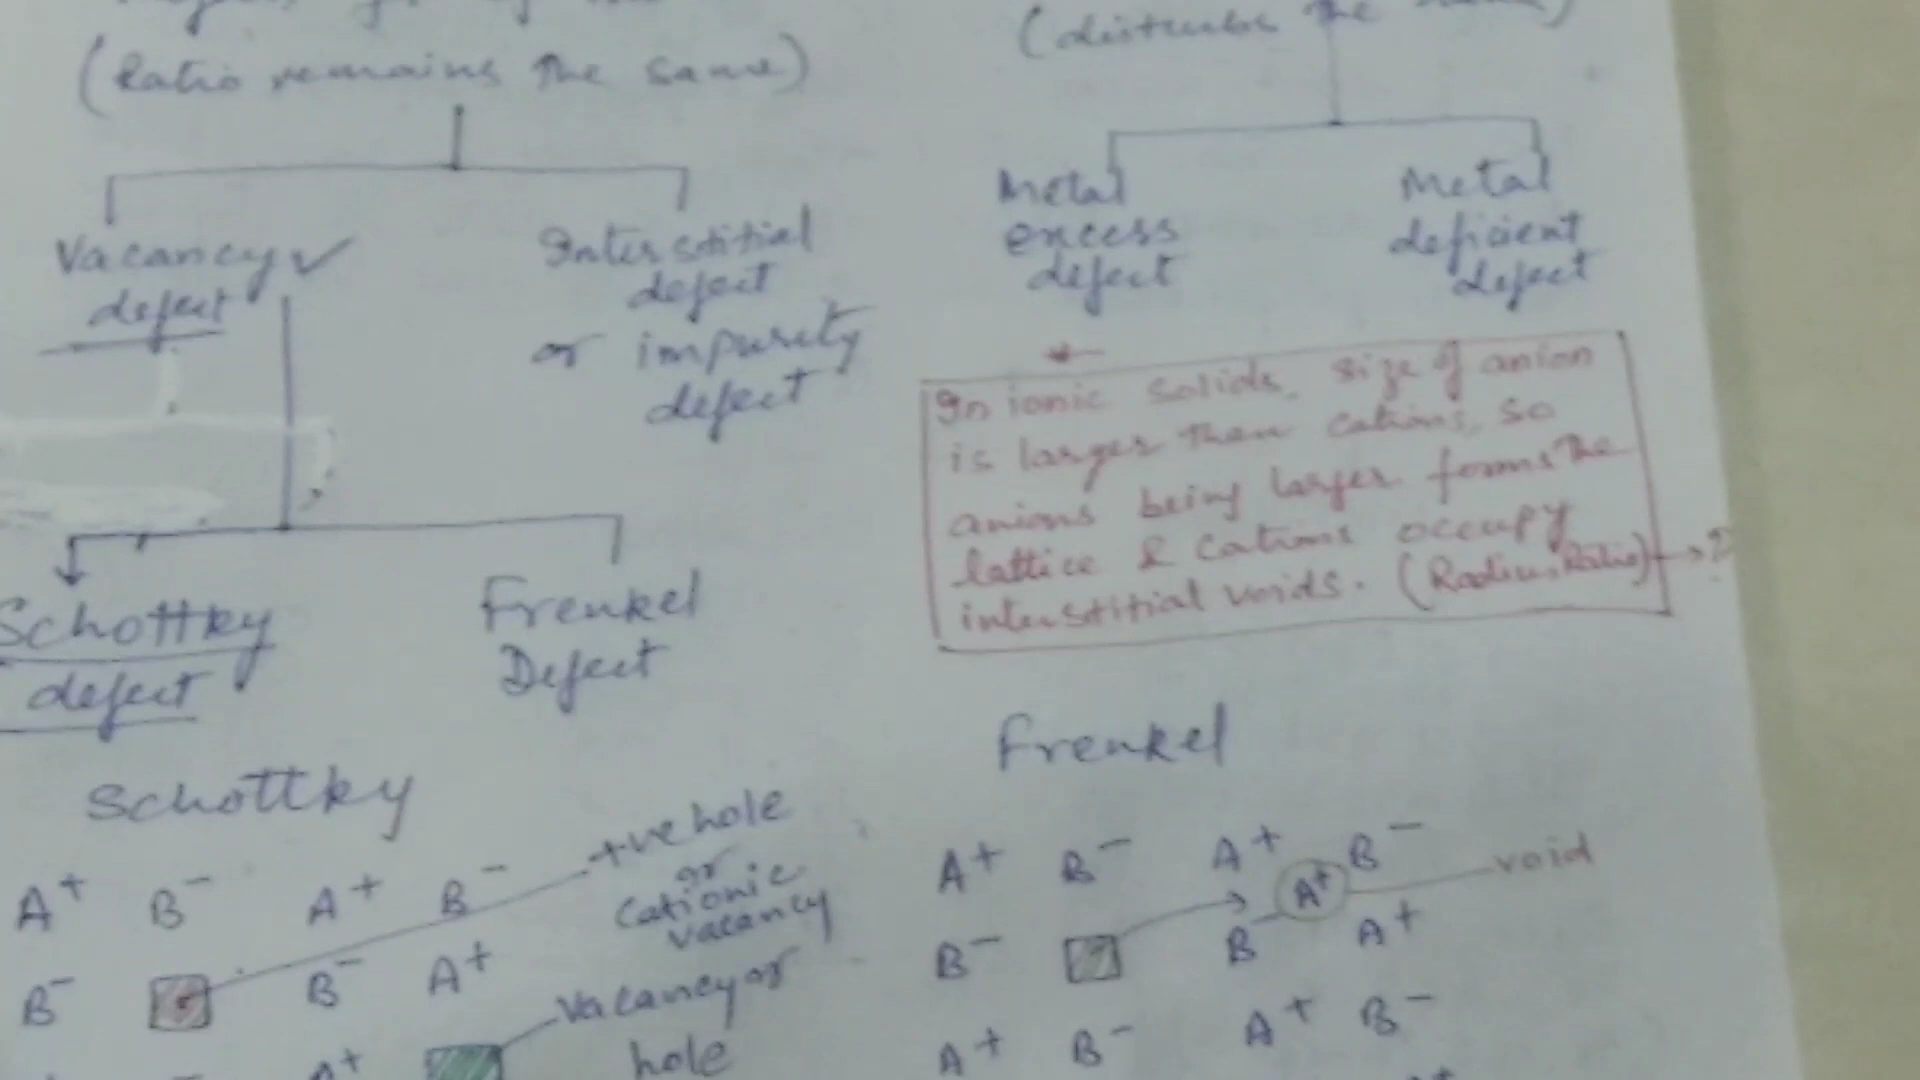 (Ratio remains the same)
(disturbs the
Vacancy ✓
defect
Interstitial
defect
or impurity
defect
Metal
excess
defect
Metal
deficient
defect
In ionic solids, size of anion
is larger than cations, so
anions being larger forms the
lattice & cations occupy
interstitial voids. (Radius Ratio) → ?
Schottky
defect
Frenkel
Defect
Schottky
A+ B- A+ B-
+ve hole
or
Cationic
vacancy
B- B- A+
Vacancy or
hole
A+
Frenkel
A+ B- A+ B-
A+
void
B- B- A+
A+ B- A+ B-